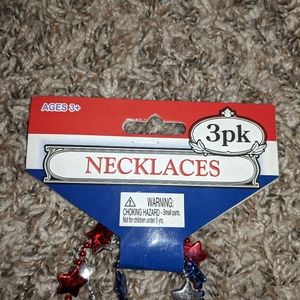 AGES 3+
3pk
NECKLACES
WARNING:
CHOKING HAZARD - Small parts.
Not for children under 3 yrs.